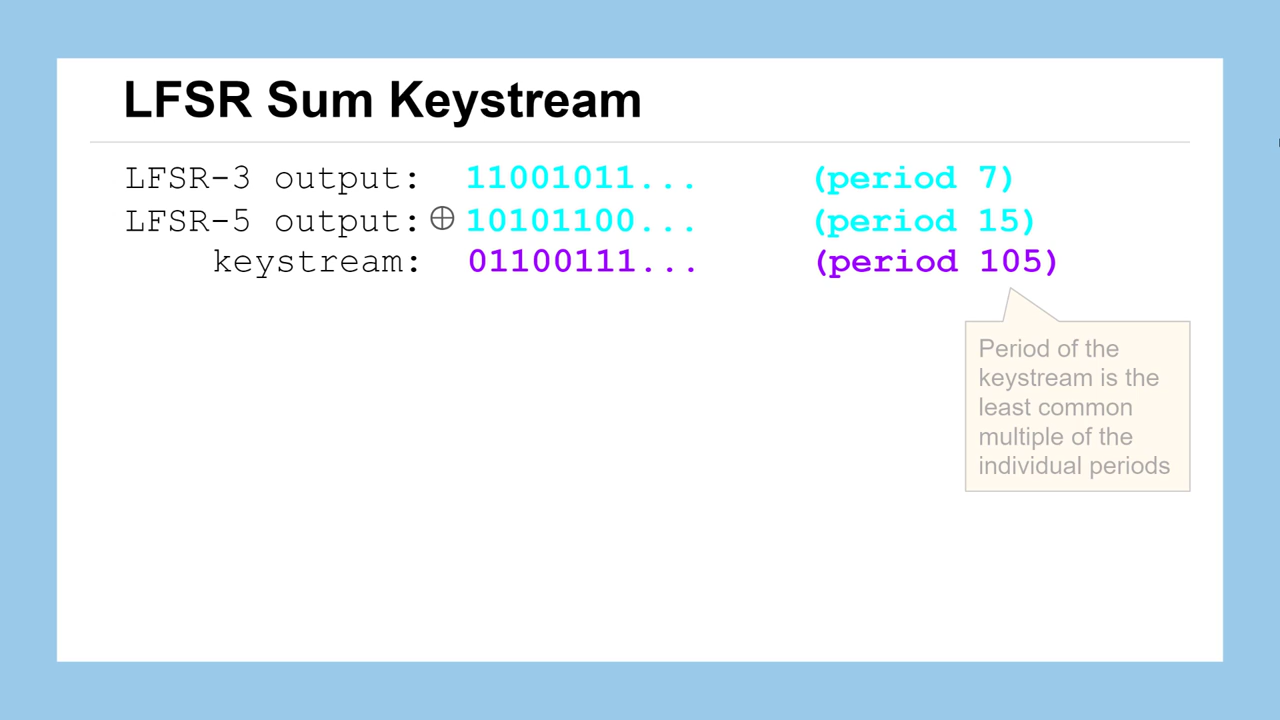 LFSR Sum Keystream
LFSR-3 output: 11001011... (period 7)
LFSR-5 output: ⊕ 10101100... (period 15)
keystream: 01100111... (period 105)
Period of the
keystream is the
least common
multiple of the
individual periods